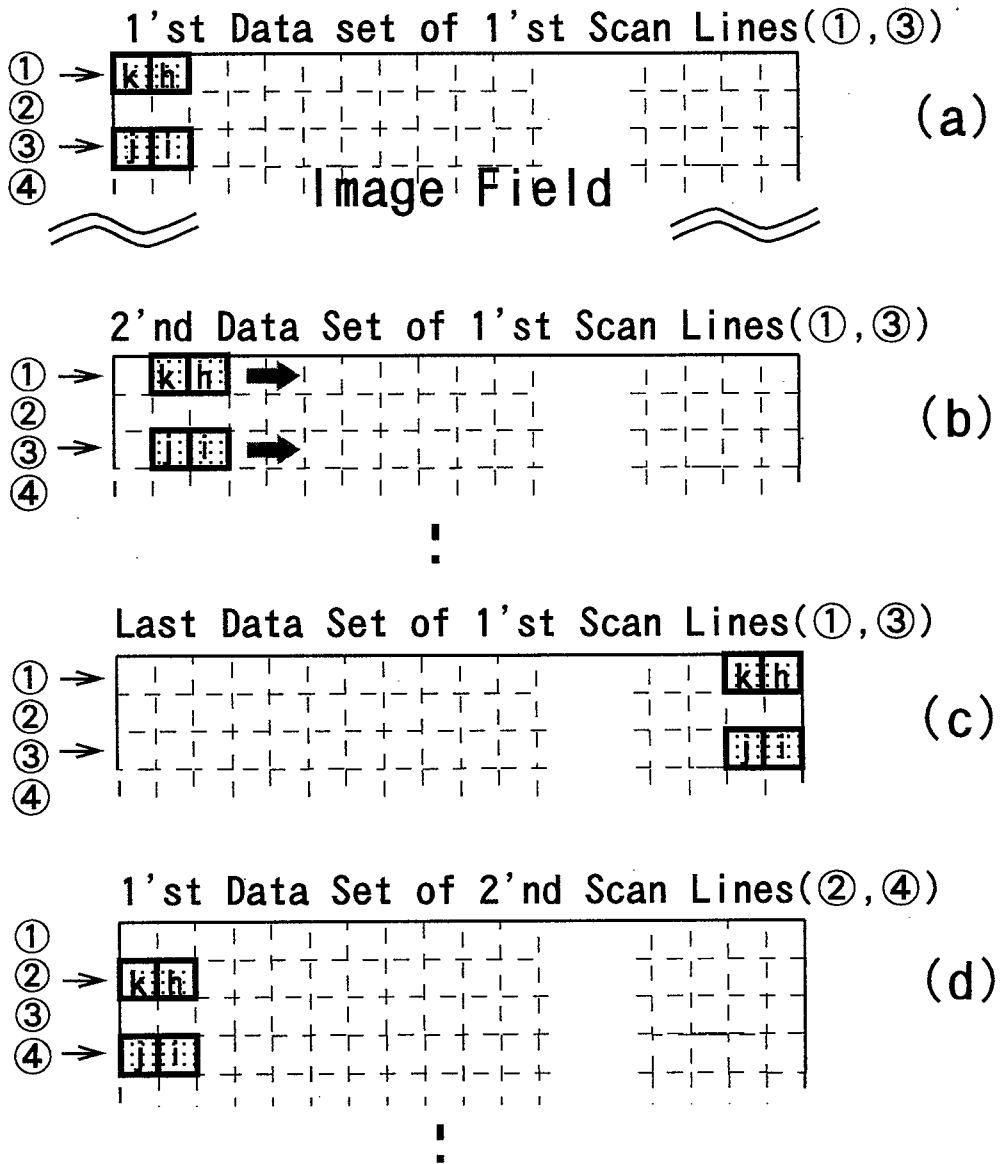 1'st Data set of 1'st Scan Lines(①,③)
① k h
②
③ j i
④
(a)
Image Field
2'nd Data Set of 1'st Scan Lines(①,③)
① k h
②
③ j i
④
(b)
Last Data Set of 1'st Scan Lines(①,③)
① k h
②
③ j i
④
(c)
1'st Data Set of 2'nd Scan Lines(②,④)
①
② k h
③
④ j i
(d)